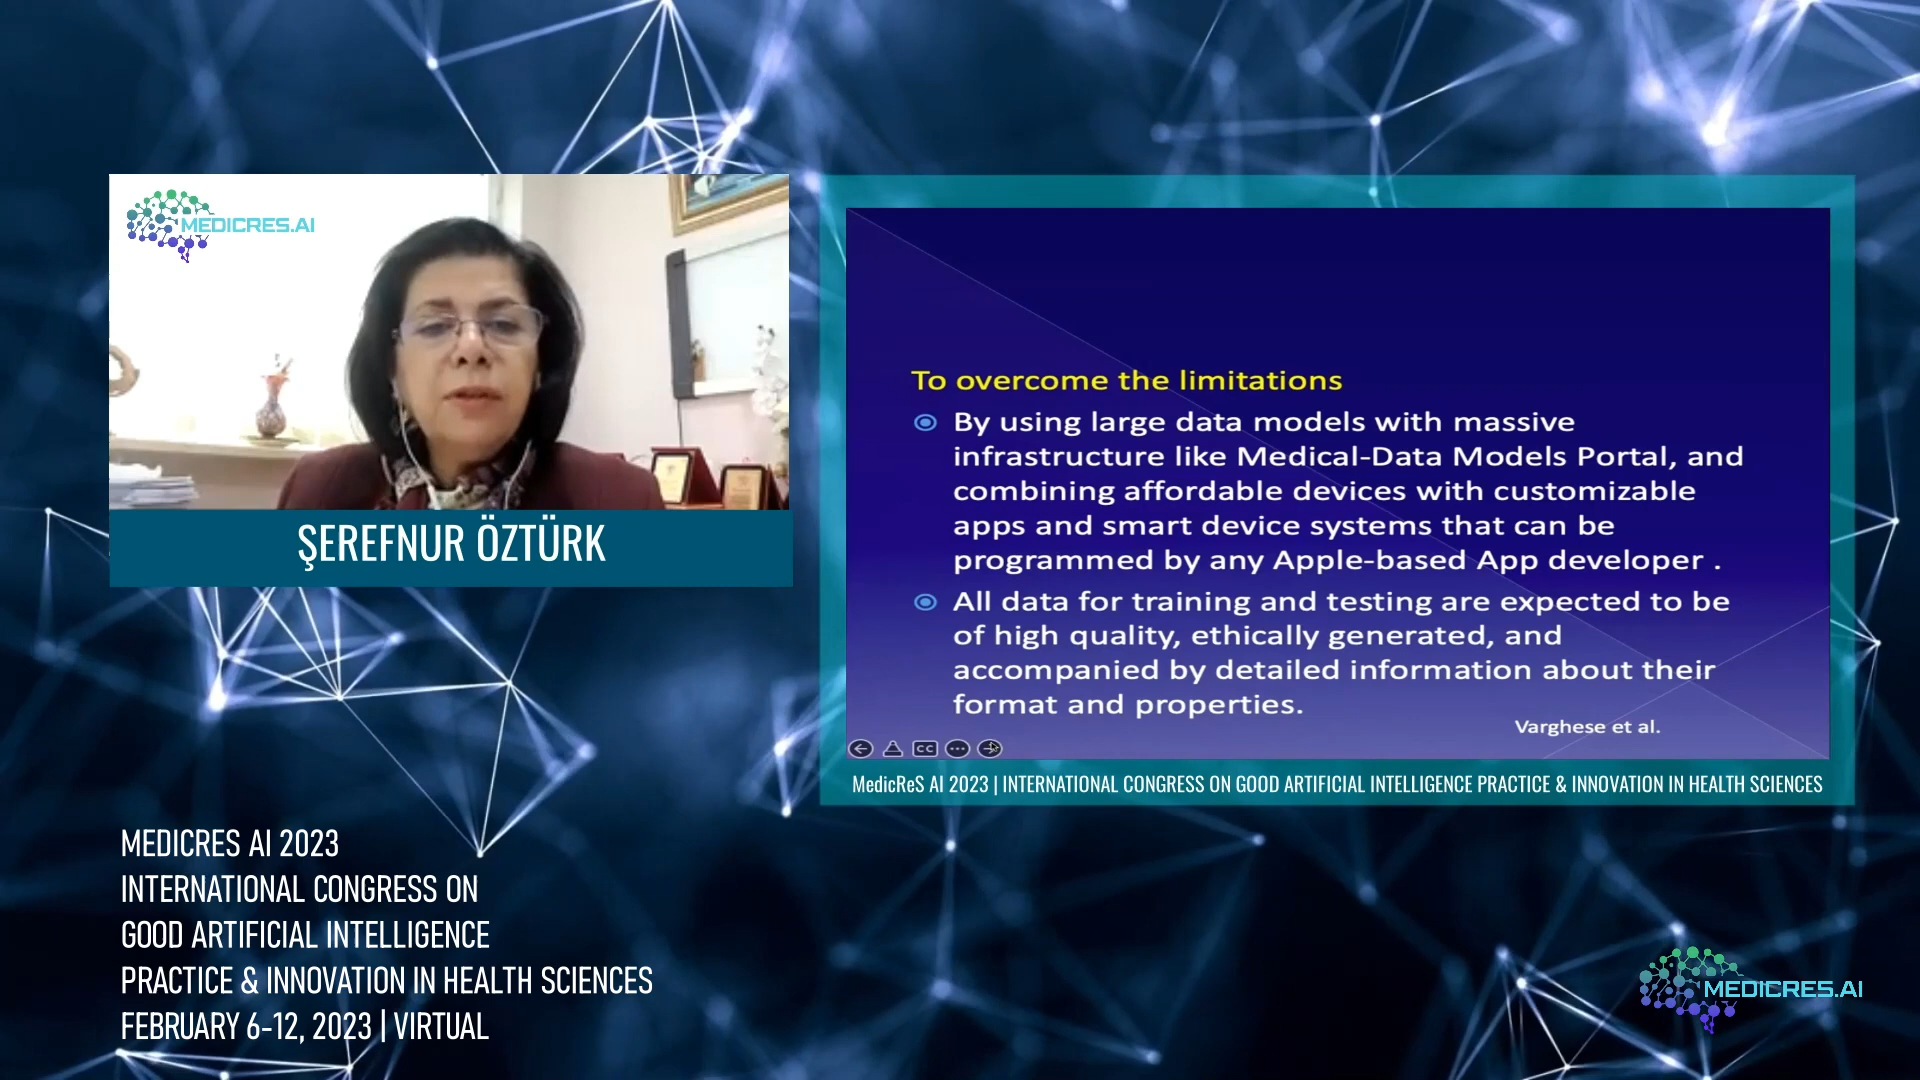 MEDICRES.AI
ŞEREFNUR ÖZTÜRK
To overcome the limitations
By using large data models with massive
infrastructure like Medical-Data Models Portal, and
combining affordable devices with customizable
apps and smart device systems that can be
programmed by any Apple-based App developer .
All data for training and testing are expected to be
of high quality, ethically generated, and
accompanied by detailed information about their
format and properties.
Varghese et al.
CC
MedicReS AI 2023 | INTERNATIONAL CONGRESS ON GOOD ARTIFICIAL INTELLIGENCE PRACTICE & INNOVATION IN HEALTH SCIENCES
MEDICRES AI 2023
INTERNATIONAL CONGRESS ON
GOOD ARTIFICIAL INTELLIGENCE
PRACTICE & INNOVATION IN HEALTH SCIENCES
FEBRUARY 6-12, 2023 | VIRTUAL
MEDICRES.AI